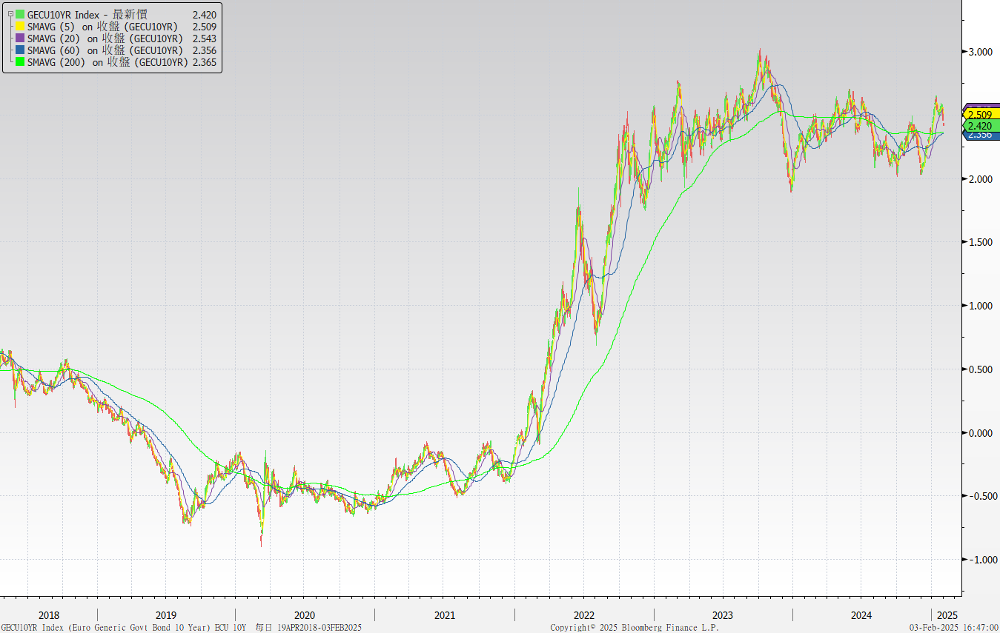 GECU10YR Index - 最新價 2.420
SMAVG (5) on 收盤 (GECU10YR) 2.509
SMAVG (20) on 收盤 (GECU10YR) 2.543
SMAVG (60) on 收盤 (GECU10YR) 2.356
SMAVG (200) on 收盤 (GECU10YR) 2.365
3.000
2.509
2.420
2.356
2.000
1.500
1.000
0.500
0.000
-0.500
-1.000
2018 2019 2020 2021 2022 2023 2024 2025
GECU10YR Index (Euro Generic Govt Bond 10 Year) ECU 10Y 每日 19APR2018-03FEB2025 Copyright© 2025 Bloomberg Finance L.P. 03-Feb-2025 16:47:00